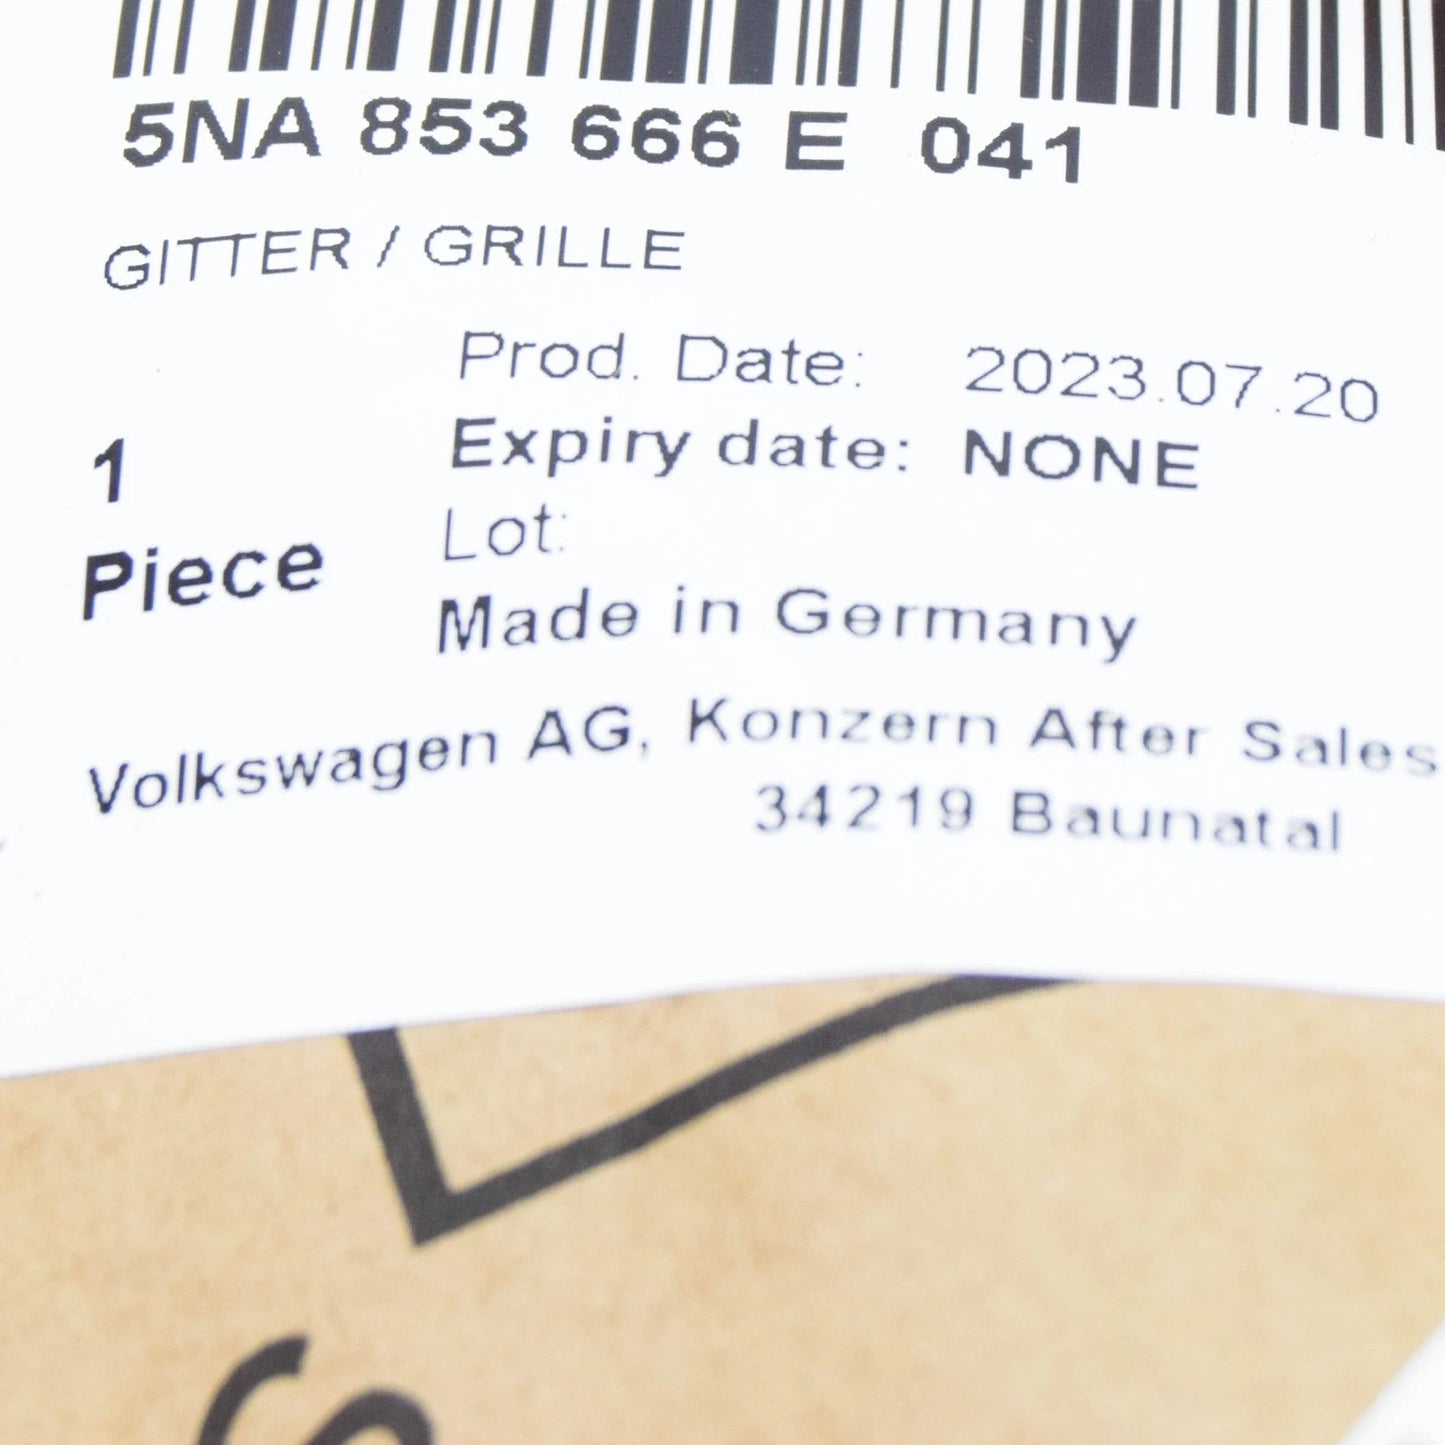 5NA 853 666 E 041
GITTER / GRILLE
Prod. Date: 2023.07.20
Expiry date: NONE
1
Piece
Lot:
Made in Germany
Volkswagen AG, Konzern After Sales
34219 Baunatal